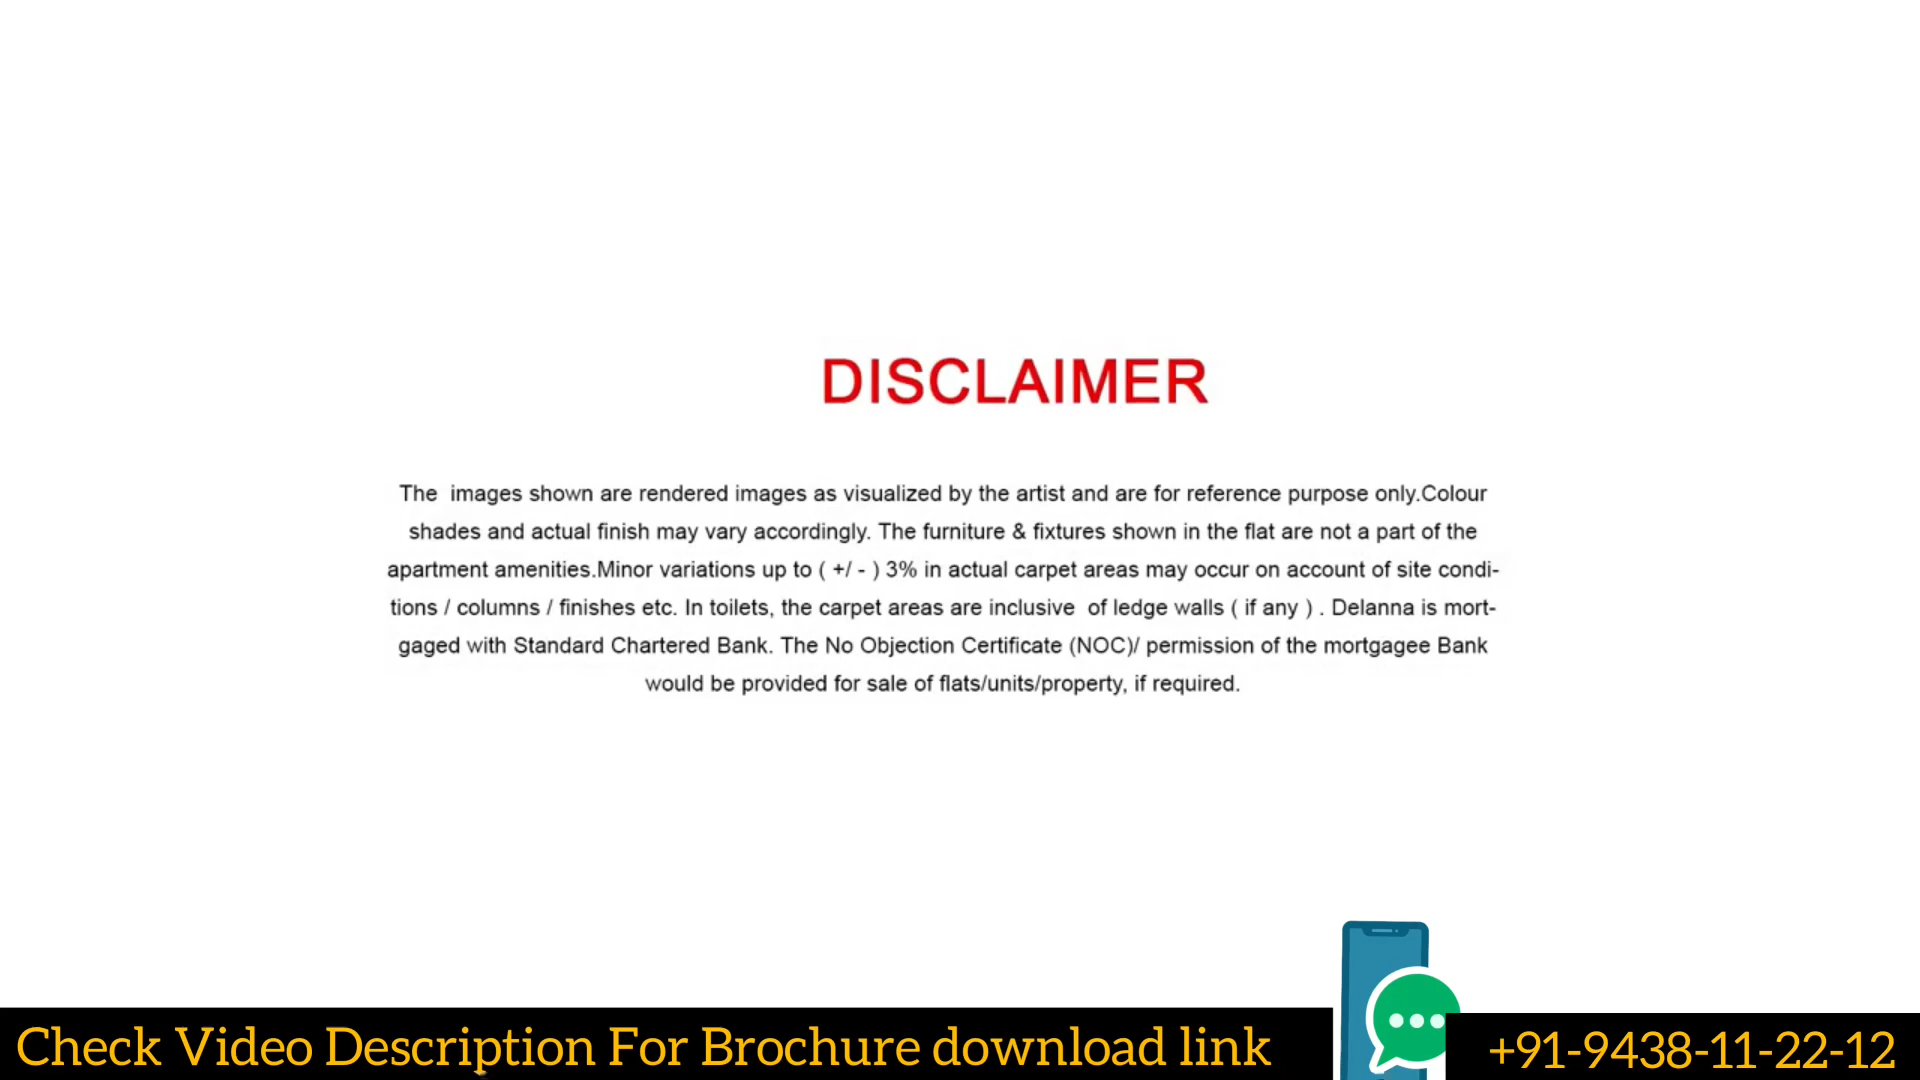 DISCLAIMER
The  images shown are rendered images as visualized by the artist and are for reference purpose only.Colour
shades and actual finish may vary accordingly. The furniture & fixtures shown in the flat are not a part of the
apartment amenities.Minor variations up to ( +/ - ) 3% in actual carpet areas may occur on account of site condi-
tions / columns / finishes etc. In toilets, the carpet areas are inclusive  of ledge walls ( if any ) . Delanna is mort-
gaged with Standard Chartered Bank. The No Objection Certificate (NOC)/ permission of the mortgagee Bank
would be provided for sale of flats/units/property, if required.
Check Video Description For Brochure download link
+91-9438-11-22-12